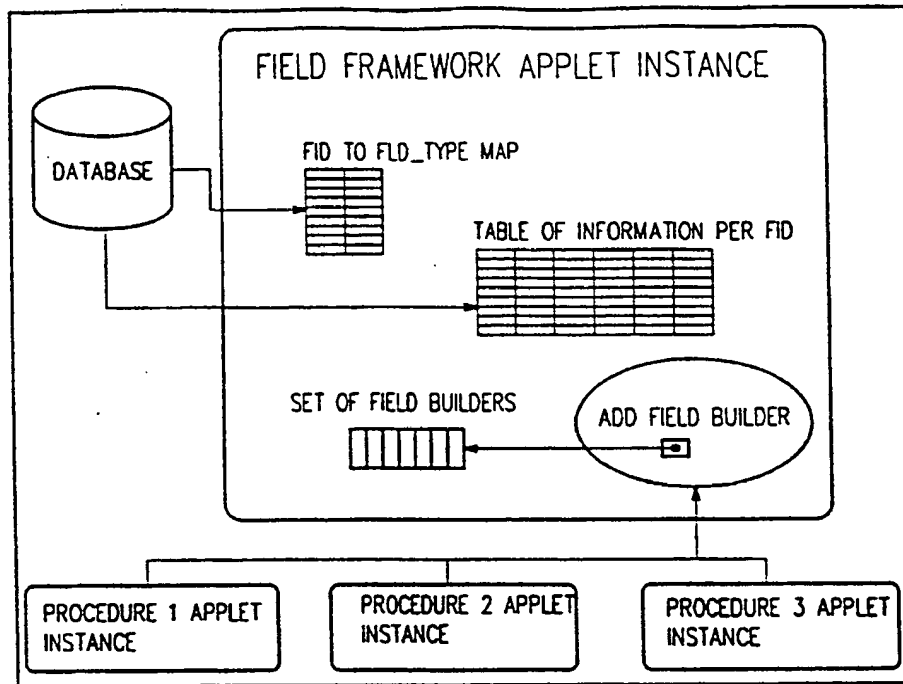 FIELD FRAMEWORK APPLET INSTANCE
DATABASE
FID TO FLD_TYPE MAP
TABLE OF INFORMATION PER FID
SET OF FIELD BUILDERS
ADD FIELD BUILDER
PROCEDURE 1 APPLET
INSTANCE
PROCEDURE 2 APPLET
INSTANCE
PROCEDURE 3 APPLET
INSTANCE